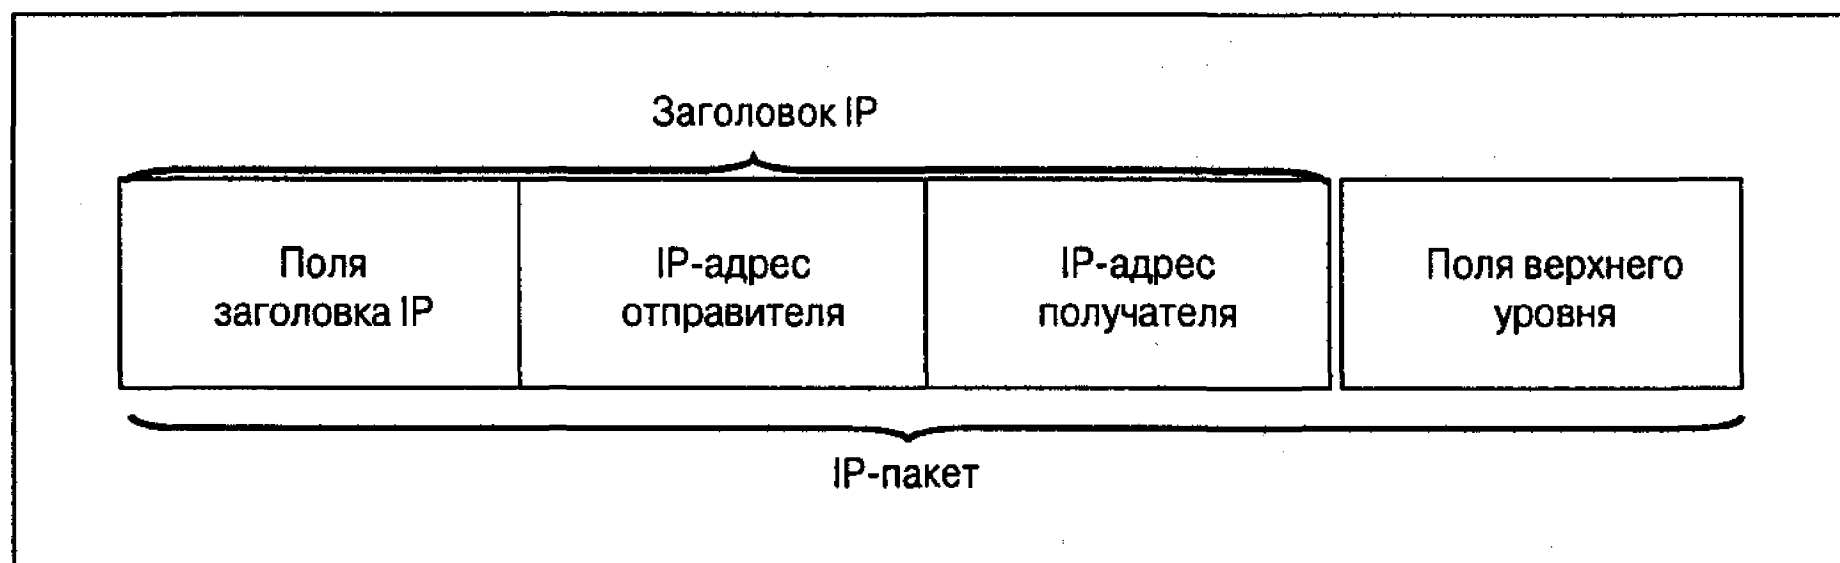 Заголовок IP
Поля
заголовка IP
IP-адрес
отправителя
IP-адрес
получателя
Поля верхнего
уровня
IP-пакет